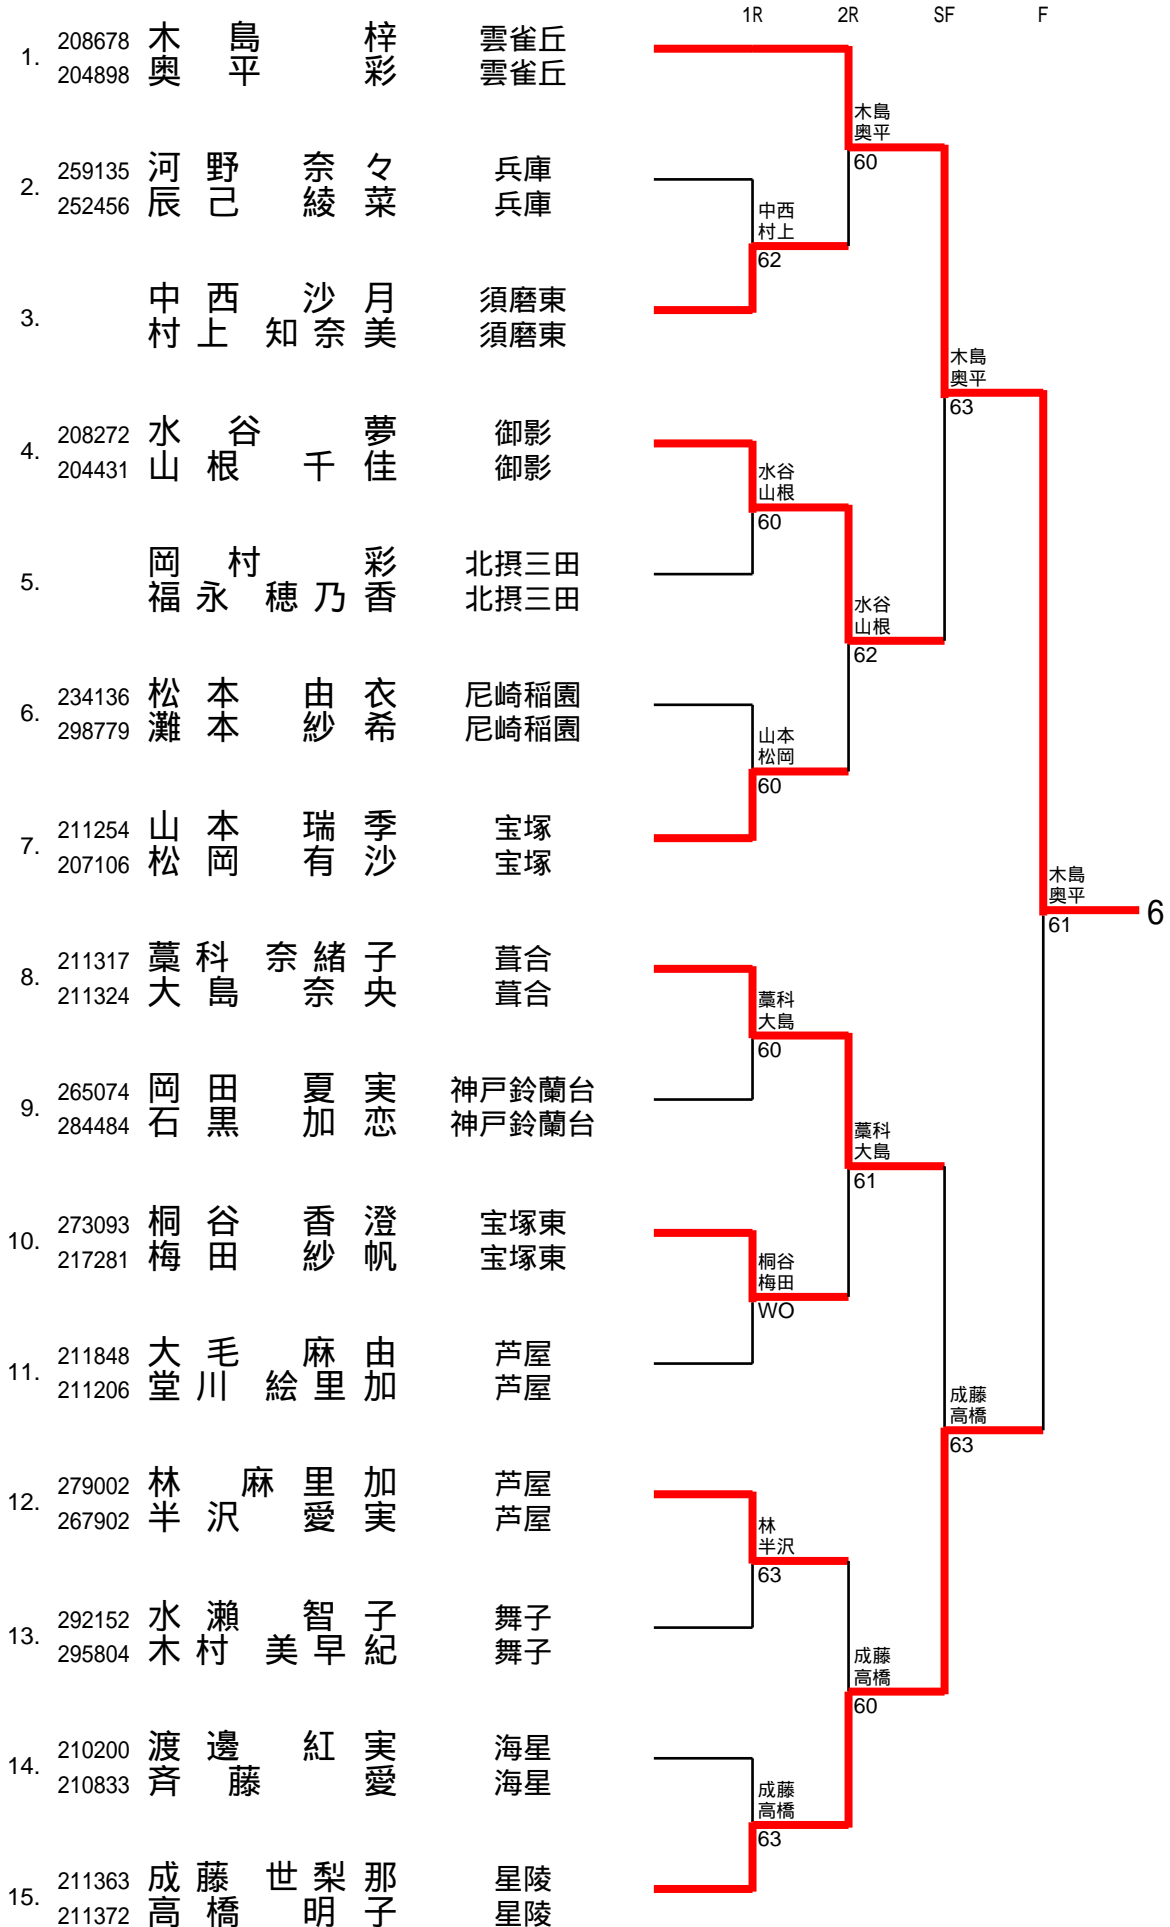 1R 2R SF F
1. 208678 木島 梓 雲雀丘
204898 奥平 彩 雲雀丘
木島
奥平
60
2. 259135 河野 奈々 兵庫
252456 辰己 綾菜 兵庫
中西
村上
62
3. 中西 沙月 須磨東
村上 知奈美 須磨東
木島
奥平
63
4. 208272 水谷 夢 御影
204431 山根 千佳 御影
水谷
山根
60
5. 岡村 彩 北摂三田
福永 穂乃香 北摂三田
水谷
山根
62
6. 234136 松本 由衣 尼崎稲園
298779 灘本 紗希 尼崎稲園
山本
松岡
60
7. 211254 山本 瑞季 宝塚
207106 松岡 有沙 宝塚
木島
奥平
61
6
8. 211317 藁科 奈緒子 葺合
211324 大島 奈央 葺合
藁科
大島
60
9. 265074 岡田 夏実 神戸鈴蘭台
284484 石黒 加恋 神戸鈴蘭台
藁科
大島
61
10. 273093 桐谷 香澄 宝塚東
217281 梅田 紗帆 宝塚東
桐谷
梅田
WO
11. 211848 大毛 麻由 芦屋
211206 堂川 絵里加 芦屋
成藤
高橋
63
12. 279002 林 麻里加 芦屋
267902 半沢 愛実 芦屋
林
半沢
63
13. 292152 水瀬 智子 舞子
295804 木村 美早紀 舞子
成藤
高橋
60
14. 210200 渡邊 紅実 海星
210833 斉藤 愛 海星
成藤
高橋
63
15. 211363 成藤 世梨那 星陵
211372 高橋 明子 星陵